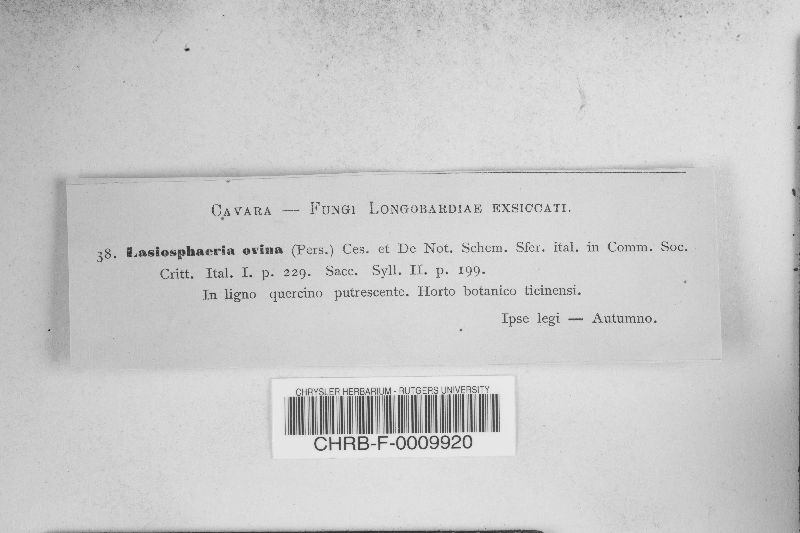 Cavara — Fungi Longobardiae exsiccati.
38. Lasiosphaeria ovina (Pers.) Ces. et De Not. Schem. Sfer. ital. in Comm. Soc.
Critt. Ital. I. p. 229. Sacc. Syll. II. p. 199.
In ligno quercino putrescente. Horto botanico ticinensi.
Ipse legi — Autumno.
CHRYSLER HERBARIUM - RUTGERS UNIVERSITY
CHRB-F-0009920